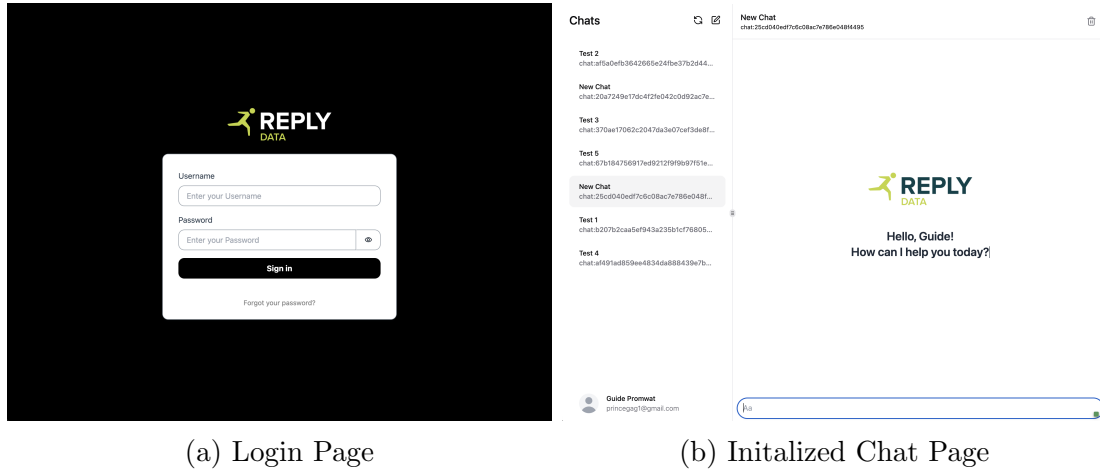 REPLY
DATA
Username
Enter your Username
Password
Enter your Password
Sign in
Forgot your password?
(a) Login Page
Chats
Test 2
chat:af5a0efb3642665e24fbe37b2d44...
New Chat
chat:20a7249e17dc4f2fe042c0d92ac7e...
Test 3
chat:370ae17062c2047da3e07cef3de8f...
Test 5
chat:67b184756917ed9212f9f9b97f51e...
New Chat
chat:25cd040edf7c6c08ac7e786e048f...
Test 1
chat:b207b2caa5ef943a235b1cf76805...
Test 4
chat:af491ad859ee4834da888439e7b...
Guide Promwat
princegag1@gmail.com
New Chat
chat:25cd040edf7c6c08ac7e786e048f4495
REPLY
DATA
Hello, Guide!
How can I help you today?
Aa
(b) Initalized Chat Page